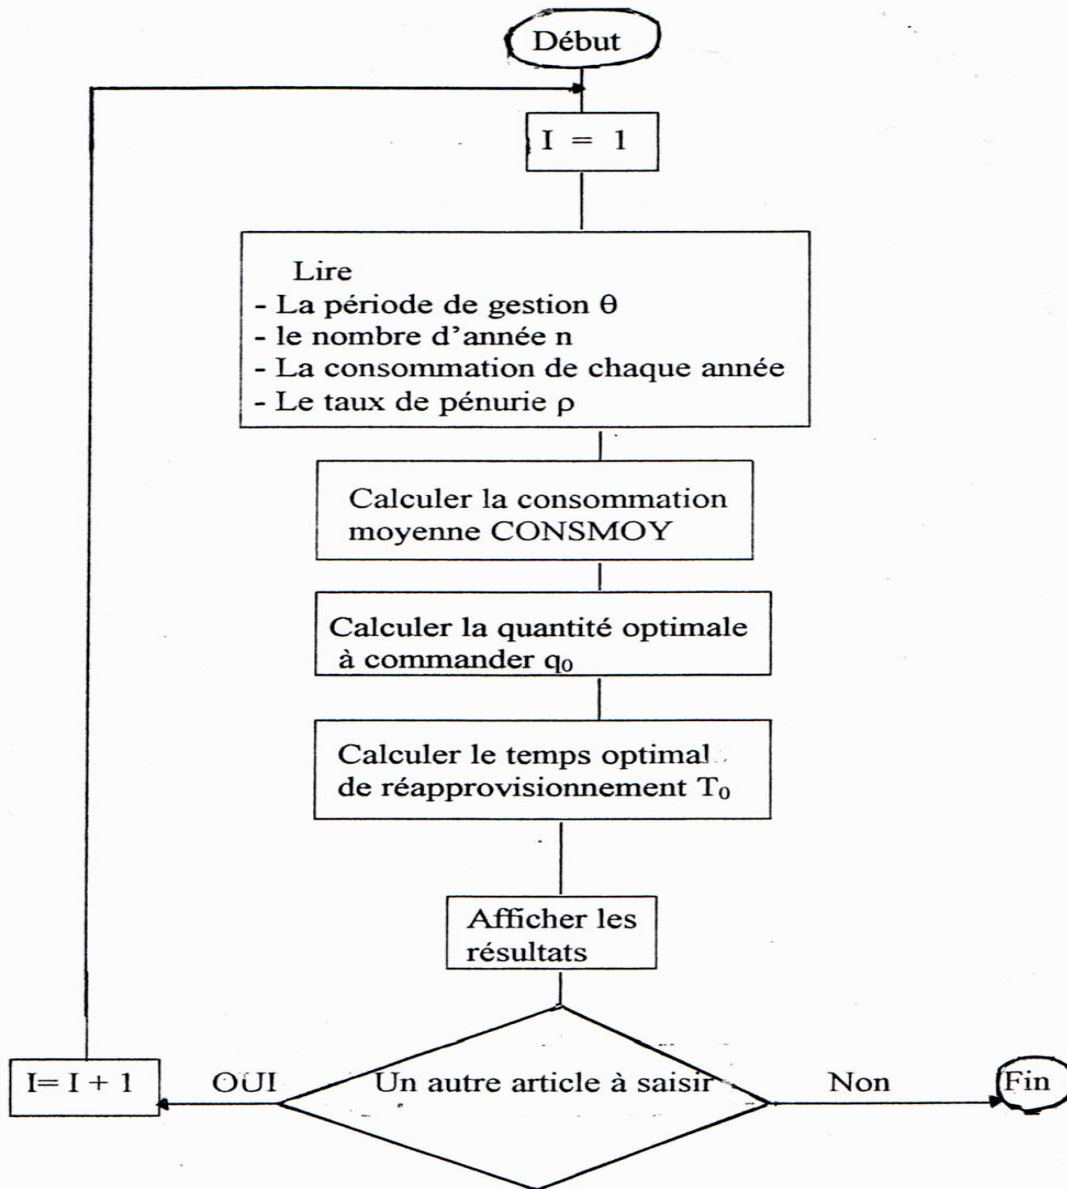 Début
I = 1
Lire
- La période de gestion θ
- le nombre d'année n
- La consommation de chaque année
- Le taux de pénurie ρ
Calculer la consommation
moyenne CONSMOY
Calculer la quantité optimale
à commander q₀
Calculer le temps optimal
de réapprovisionnement T₀
Afficher les
résultats
I= I + 1
OUI
Un autre article à saisir
Non
Fin